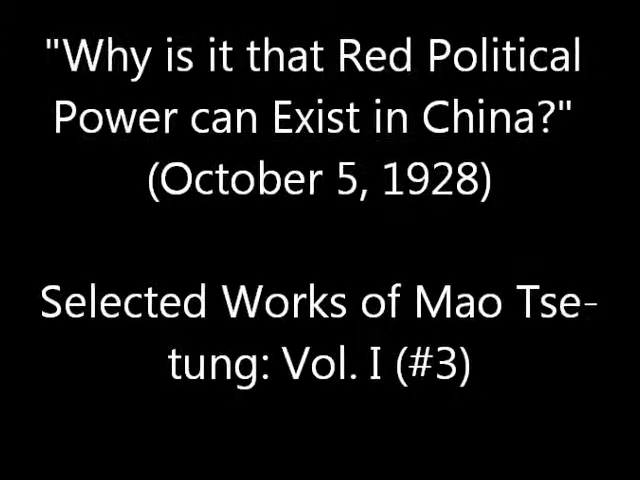 "Why is it that Red Political
Power can Exist in China?"
(October 5, 1928)
Selected Works of Mao Tse-
tung: Vol. I (#3)